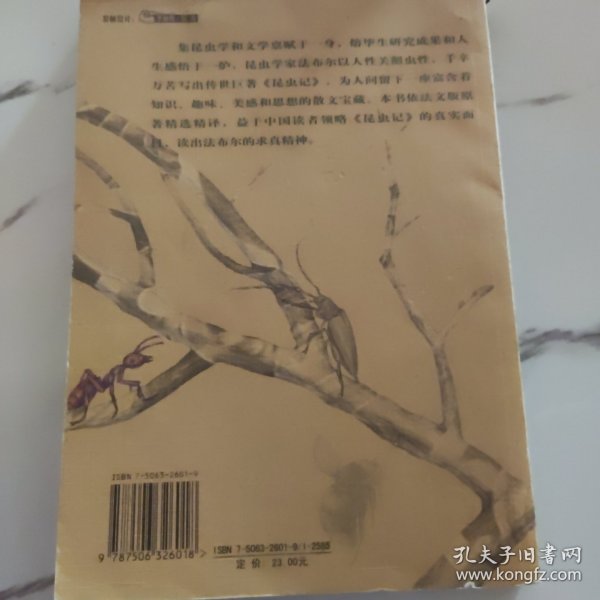 装帧设计:
集昆虫学和文学禀赋于一身,熔毕生研究成果和人
生感悟于一炉,昆虫学家法布尔以人性关照虫性,千辛
万苦写出传世巨著《昆虫记》,为人间留下一座富含着
知识、趣味、美感和思想的散文宝藏。本书依法文版原
著精选精译,益于中国读者领略《昆虫记》的真实面
目,读出法布尔的求真精神。
ISBN 7-5063-2601-9
9 787506 326018 >
ISBN 7-5063-2601-9/I·2585
定 价: 23.00元
孔夫子旧书网
www.kongfz.com